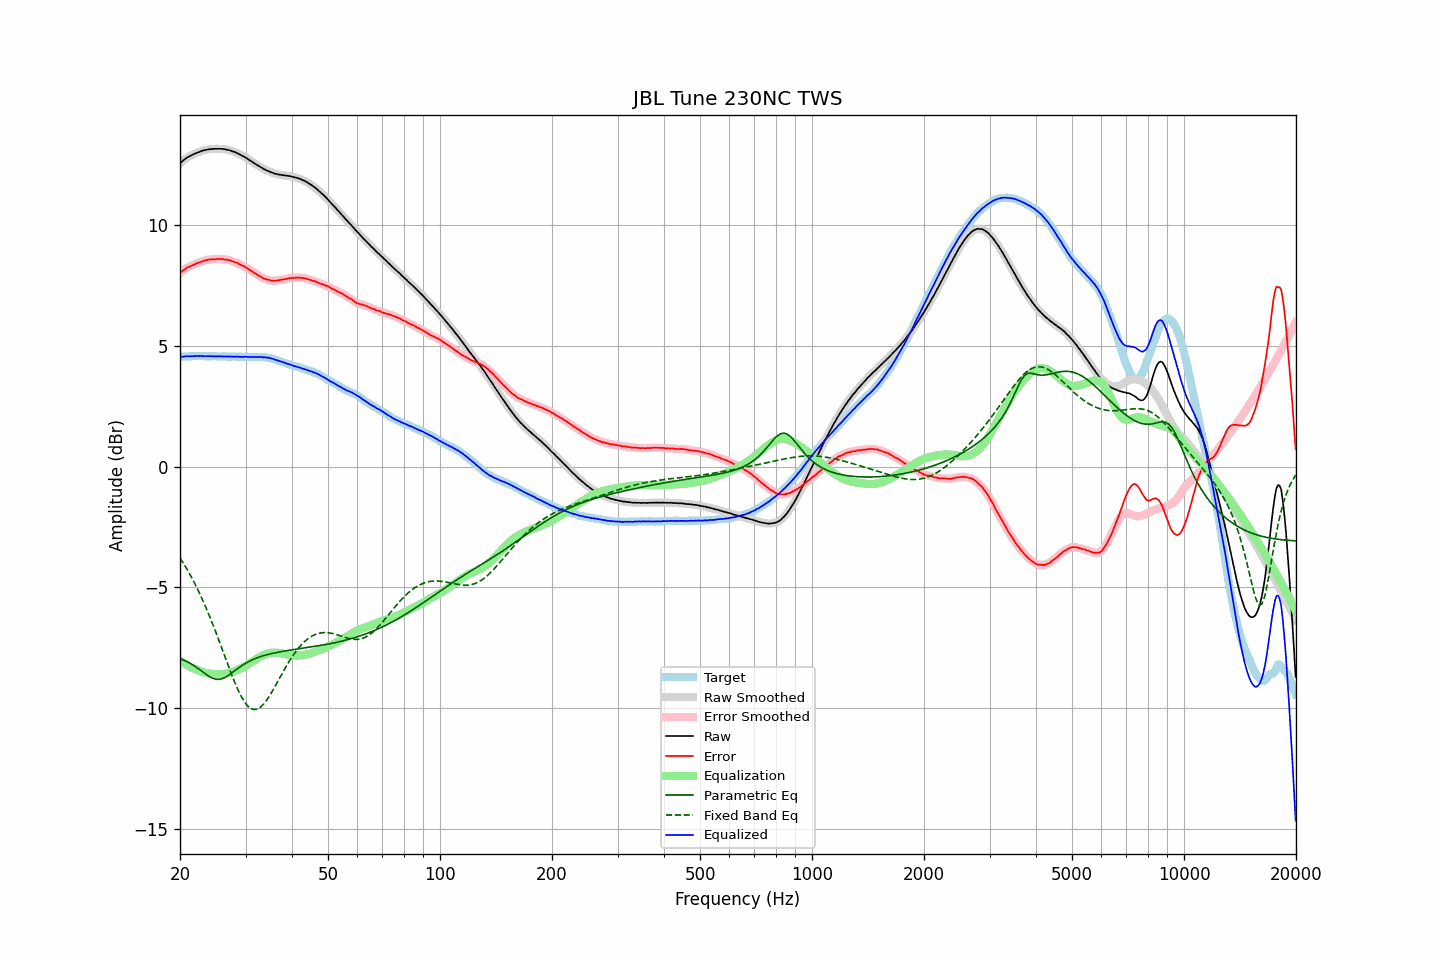 JBL Tune 230NC TWS
Amplitude (dBr)
10
5
0
−5
−10
−15
Target
Raw Smoothed
Error Smoothed
Raw
Error
Equalization
Parametric Eq
Fixed Band Eq
Equalized
20 50 100 200 500 1000 2000 5000 10000 20000
Frequency (Hz)